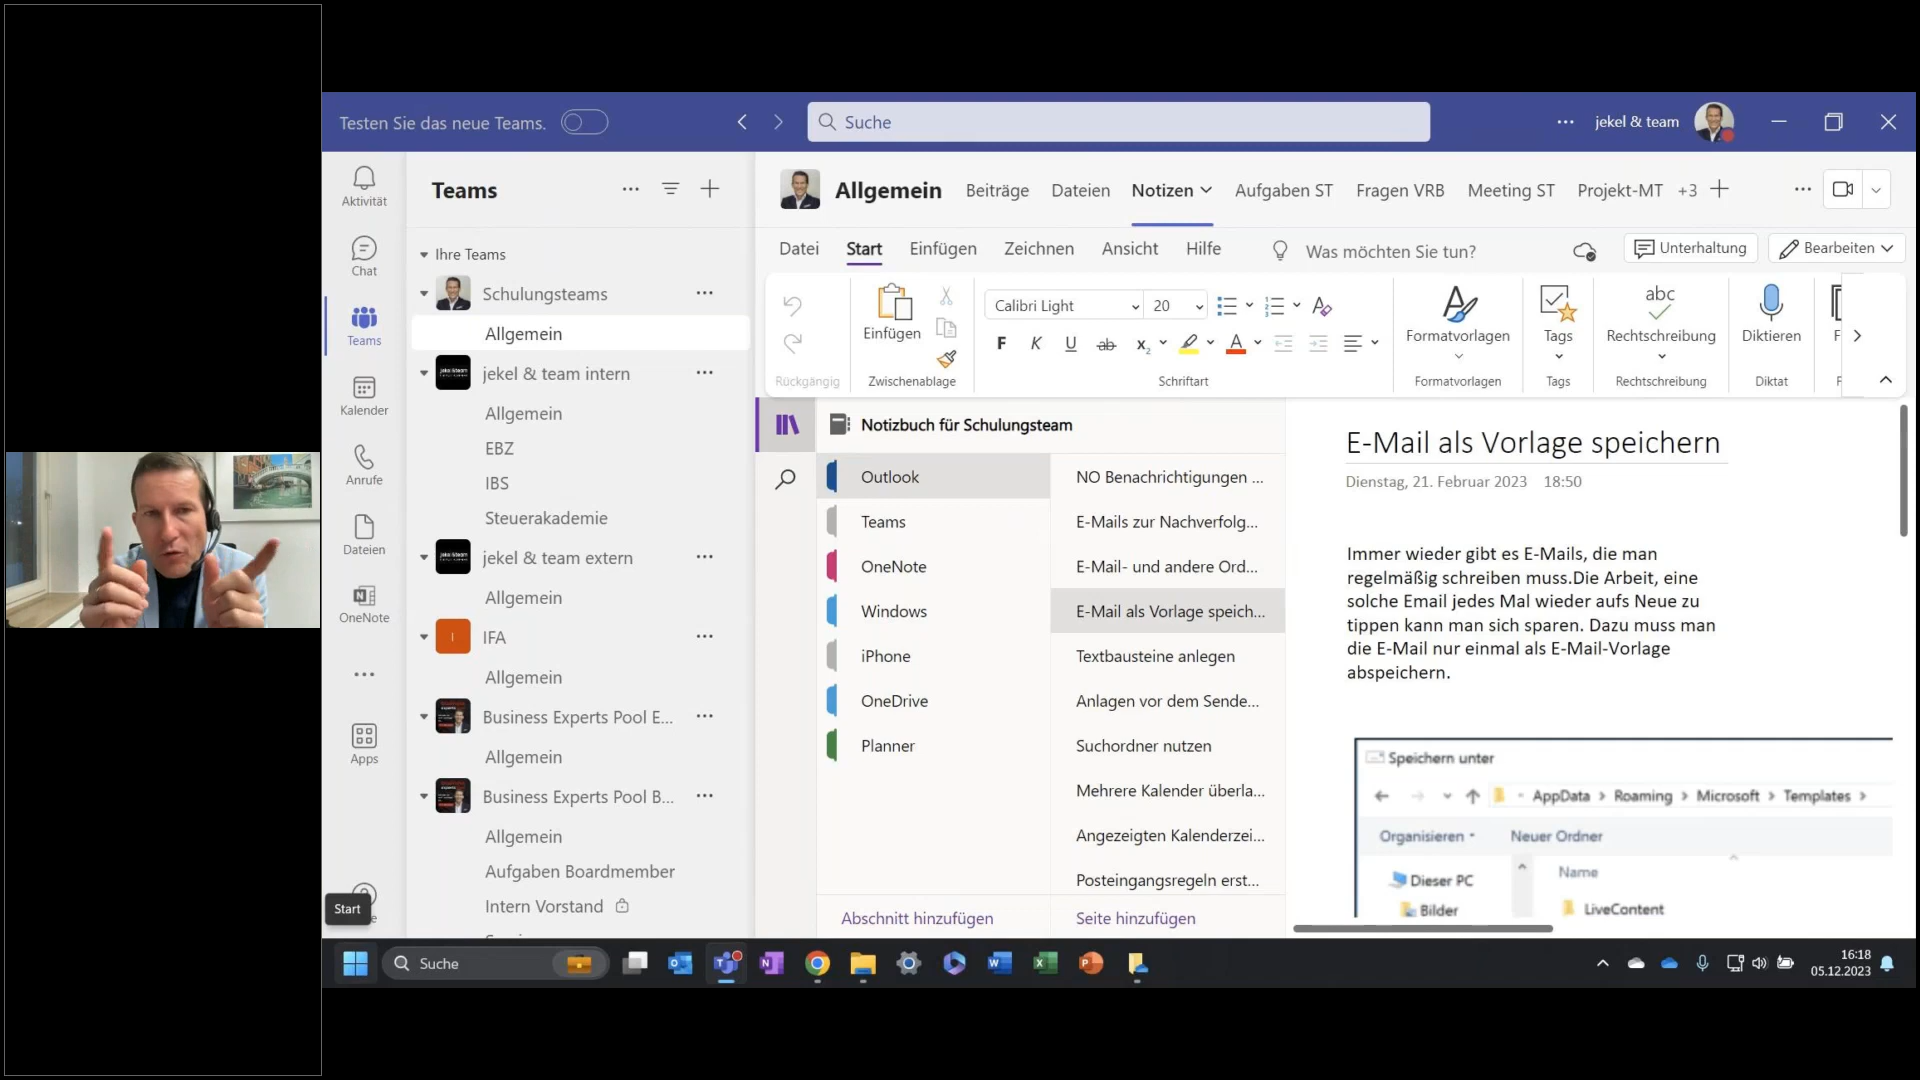 Testen Sie das neue Teams.
Suche
jekel & team
Aktivität
Chat
Teams
Kalender
Anrufe
Dateien
OneNote
Apps
Start
Teams
Ihre Teams
Schulungsteams
Allgemein
jekel & team intern
Allgemein
EBZ
IBS
Steuerakademie
jekel & team extern
Allgemein
I
IFA
Allgemein
Business Experts Pool E...
Allgemein
Business Experts Pool B...
Allgemein
Aufgaben Boardmember
Intern Vorstand
Allgemein Beiträge Dateien Notizen Aufgaben ST Fragen VRB Meeting ST Projekt-MT +3
Datei Start Einfügen Zeichnen Ansicht Hilfe Was möchten Sie tun? Unterhaltung Bearbeiten
Calibri Light 20
Einfügen
F K U ab x2 A
Formatvorlagen Tags abc Rechtschreibung Diktieren F
Rückgängig Zwischenablage Schriftart Formatvorlagen Tags Rechtschreibung Diktat F
Notizbuch für Schulungsteam
Outlook
Teams
OneNote
Windows
iPhone
OneDrive
Planner
Abschnitt hinzufügen
NO Benachrichtigungen ...
E-Mails zur Nachverfolg...
E-Mail- und andere Ord...
E-Mail als Vorlage speich...
Textbausteine anlegen
Anlagen vor dem Sende...
Suchordner nutzen
Mehrere Kalender überla...
Angezeigten Kalenderzei...
Posteingangsregeln erst...
Seite hinzufügen
E-Mail als Vorlage speichern
Dienstag, 21. Februar 2023 18:50
Immer wieder gibt es E-Mails, die man
regelmäßig schreiben muss.Die Arbeit, eine
solche Email jedes Mal wieder aufs Neue zu
tippen kann man sich sparen. Dazu muss man
die E-Mail nur einmal als E-Mail-Vorlage
abspeichern.
Speichern unter
AppData > Roaming > Microsoft > Templates >
Organisieren Neuer Ordner
Name
Dieser PC
Bilder
LiveContent
Suche
16:18
05.12.2023